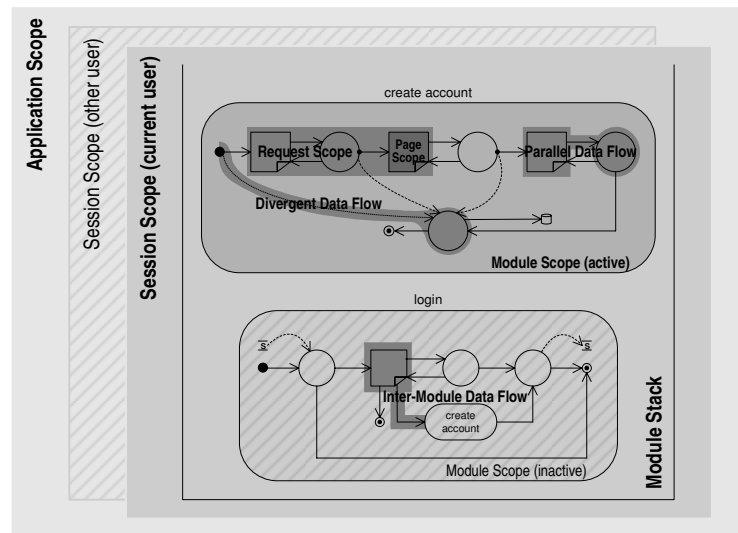 Application Scope
Session Scope (other user)
Session Scope (current user)
create account
Request Scope
Page
Scope
Parallel Data Flow
Divergent Data Flow
Module Scope (active)
login
s
s
Inter-Module Data Flow
create
account
Module Scope (inactive)
Module Stack